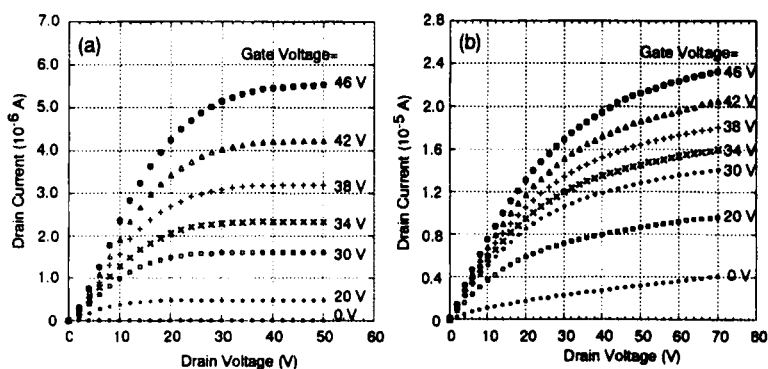 (a)
Gate Voltage=
46 V
42 V
38 V
34 V
30 V
20 V
0 V
Drain Current (10⁻⁶ A)
7.0
6.0
5.0
4.0
3.0
2.0
1.0
0
0 10 20 30 40 50 60
Drain Voltage (V)
(b)
Gate Voltage=
46 V
42 V
38 V
34 V
30 V
20 V
0 V
Drain Current (10⁻⁵ A)
2.8
2.4
2.0
1.6
1.2
0.8
0.4
0
0 10 20 30 40 50 60 70 80
Drain Voltage (V)